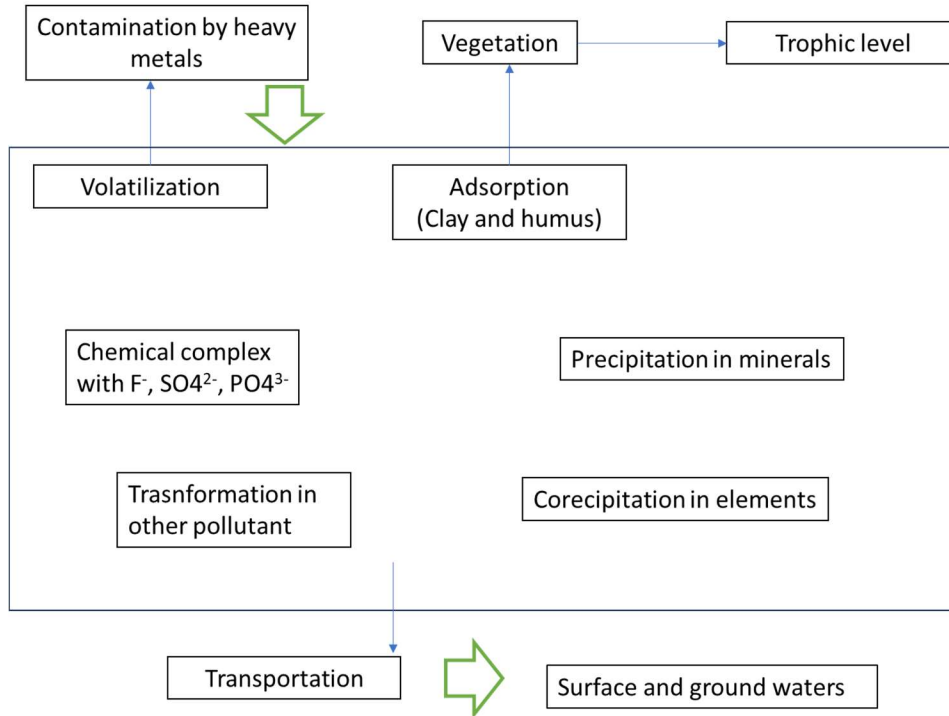 Contamination by heavy
metals
Vegetation
Trophic level
Volatilization
Adsorption
(Clay and humus)
Chemical complex
with F⁻, SO4²⁻, PO4³⁻
Precipitation in minerals
Trasnformation in
other pollutant
Corecipitation in elements
Transportation
Surface and ground waters